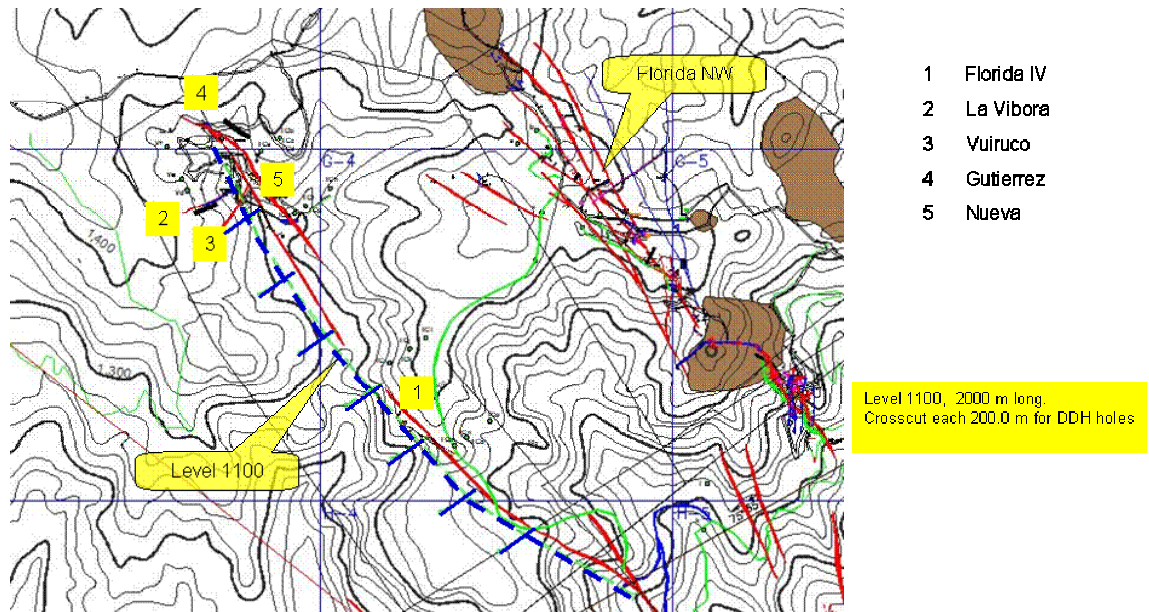 Florida NW
4
G-4
G-5
5
2
3
1,400
1,300
1
Level 1100
H-4
H-5
1 Florida IV
2 La Vibora
3 Vuiruco
4 Gutierrez
5 Nueva
Level 1100, 2000 m long.
Crosscut each 200.0 m for DDH holes